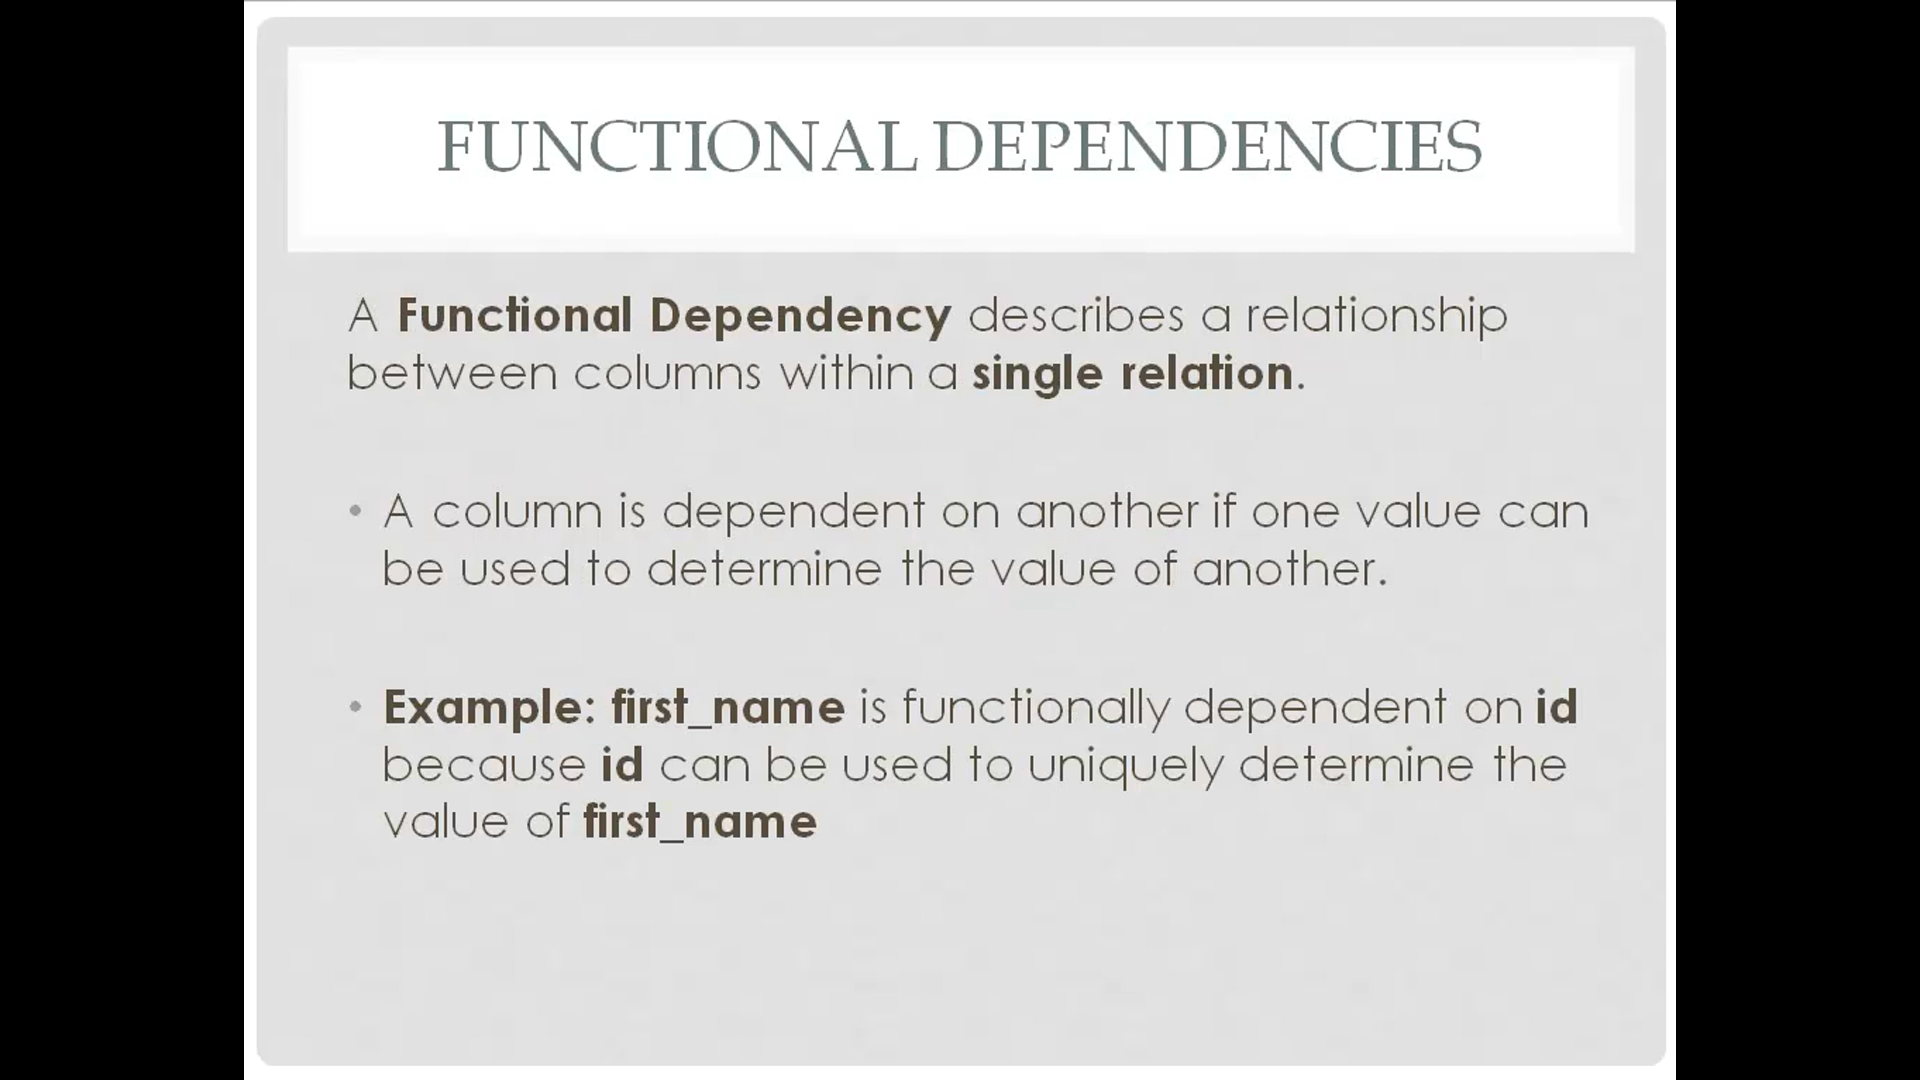 FUNCTIONAL DEPENDENCIES
A Functional Dependency describes a relationship
between columns within a single relation.
• A column is dependent on another if one value can
be used to determine the value of another.
• Example: first_name is functionally dependent on id
because id can be used to uniquely determine the
value of first_name